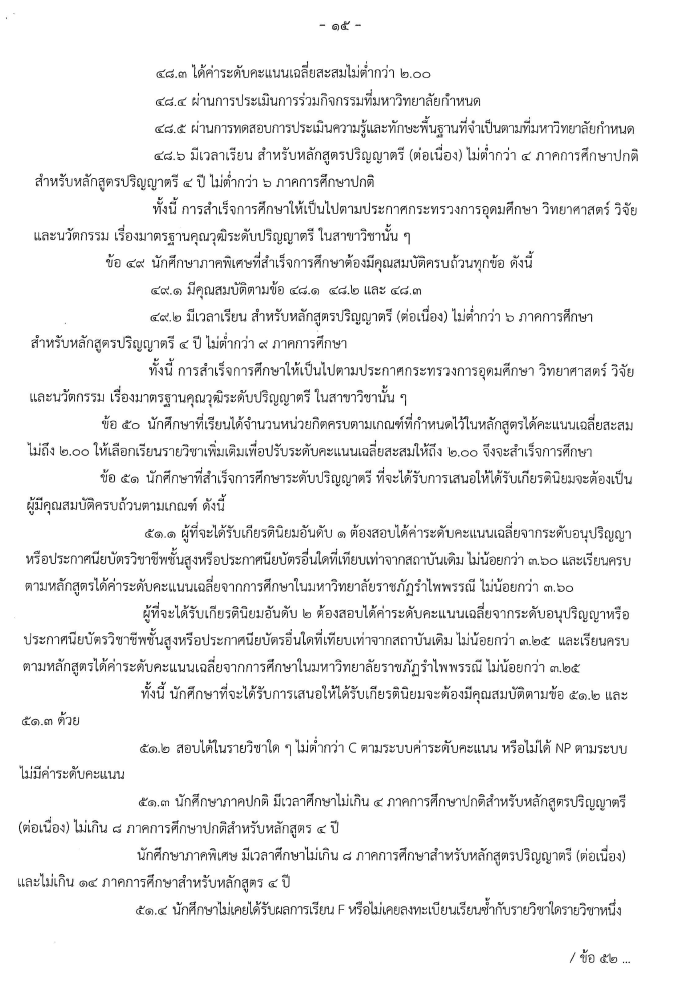 - ๑๕ -
๔๘.๓ ได้ค่าระดับคะแนนเฉลี่ยสะสมไม่ต่ำกว่า ๒.๐๐
๔๘.๔ ผ่านการประเมินการร่วมกิจกรรมที่มหาวิทยาลัยกำหนด
๔๘.๕ ผ่านการทดสอบการประเมินความรู้และทักษะพื้นฐานที่จำเป็นตามที่มหาวิทยาลัยกำหนด
๔๘.๖ มีเวลาเรียน สำหรับหลักสูตรปริญญาตรี (ต่อเนื่อง) ไม่ต่ำกว่า ๔ ภาคการศึกษาปกติ
สำหรับหลักสูตรปริญญาตรี ๔ ปี ไม่ต่ำกว่า ๖ ภาคการศึกษาปกติ
ทั้งนี้ การสำเร็จการศึกษาให้เป็นไปตามประกาศกระทรวงการอุดมศึกษา วิทยาศาสตร์ วิจัย
และนวัตกรรม เรื่องมาตรฐานคุณวุฒิระดับปริญญาตรี ในสาขาวิชานั้น ๆ
ข้อ ๔๙ นักศึกษาภาคพิเศษที่สำเร็จการศึกษาต้องมีคุณสมบัติครบถ้วนทุกข้อ ดังนี้
๔๙.๑ มีคุณสมบัติตามข้อ ๔๘.๑ ๔๘.๒ และ ๔๘.๓
๔๙.๒ มีเวลาเรียน สำหรับหลักสูตรปริญญาตรี (ต่อเนื่อง) ไม่ต่ำกว่า ๖ ภาคการศึกษา
สำหรับหลักสูตรปริญญาตรี ๔ ปี ไม่ต่ำกว่า ๙ ภาคการศึกษา
ทั้งนี้ การสำเร็จการศึกษาให้เป็นไปตามประกาศกระทรวงการอุดมศึกษา วิทยาศาสตร์ วิจัย
และนวัตกรรม เรื่องมาตรฐานคุณวุฒิระดับปริญญาตรี ในสาขาวิชานั้น ๆ
ข้อ ๕๐ นักศึกษาที่เรียนได้จำนวนหน่วยกิตครบตามเกณฑ์ที่กำหนดไว้ในหลักสูตรได้คะแนนเฉลี่ยสะสม
ไม่ถึง ๒.๐๐ ให้เลือกเรียนรายวิชาเพิ่มเติมเพื่อปรับระดับคะแนนเฉลี่ยสะสมให้ถึง ๒.๐๐ จึงจะสำเร็จการศึกษา
ข้อ ๕๑ นักศึกษาที่สำเร็จการศึกษาระดับปริญญาตรี ที่จะได้รับการเสนอให้ได้รับเกียรตินิยมจะต้องเป็น
ผู้มีคุณสมบัติครบถ้วนตามเกณฑ์ ดังนี้
๕๑.๑ ผู้ที่จะได้รับเกียรตินิยมอันดับ ๑ ต้องสอบได้ค่าระดับคะแนนเฉลี่ยจากระดับอนุปริญญา
หรือประกาศนียบัตรวิชาชีพชั้นสูงหรือประกาศนียบัตรอื่นใดที่เทียบเท่าจากสถาบันเดิม ไม่น้อยกว่า ๓.๖๐ และเรียนครบ
ตามหลักสูตรได้ค่าระดับคะแนนเฉลี่ยจากการศึกษาในมหาวิทยาลัยราชภัฏรำไพพรรณี ไม่น้อยกว่า ๓.๖๐
ผู้ที่จะได้รับเกียรตินิยมอันดับ ๒ ต้องสอบได้ค่าระดับคะแนนเฉลี่ยจากระดับอนุปริญญาหรือ
ประกาศนียบัตรวิชาชีพชั้นสูงหรือประกาศนียบัตรอื่นใดที่เทียบเท่าจากสถาบันเดิม ไม่น้อยกว่า ๓.๒๕ และเรียนครบ
ตามหลักสูตรได้ค่าระดับคะแนนเฉลี่ยจากการศึกษาในมหาวิทยาลัยราชภัฏรำไพพรรณี ไม่น้อยกว่า ๓.๒๕
ทั้งนี้ นักศึกษาที่จะได้รับการเสนอให้ได้รับเกียรตินิยมจะต้องมีคุณสมบัติตามข้อ ๕๑.๒ และ
๕๑.๓ ด้วย
๕๑.๒ สอบได้ในรายวิชาใด ๆ ไม่ต่ำกว่า C ตามระบบค่าระดับคะแนน หรือไม่ได้ NP ตามระบบ
ไม่มีค่าระดับคะแนน
๕๑.๓ นักศึกษาภาคปกติ มีเวลาศึกษาไม่เกิน ๔ ภาคการศึกษาปกติสำหรับหลักสูตรปริญญาตรี
(ต่อเนื่อง) ไม่เกิน ๘ ภาคการศึกษาปกติสำหรับหลักสูตร ๔ ปี
นักศึกษาภาคพิเศษ มีเวลาศึกษาไม่เกิน ๘ ภาคการศึกษาสำหรับหลักสูตรปริญญาตรี (ต่อเนื่อง)
และไม่เกิน ๑๔ ภาคการศึกษาสำหรับหลักสูตร ๔ ปี
๕๑.๔ นักศึกษาไม่เคยได้รับผลการเรียน F หรือไม่เคยลงทะเบียนเรียนซ้ำกับรายวิชาใดรายวิชาหนึ่ง
/ ข้อ ๕๒ ...